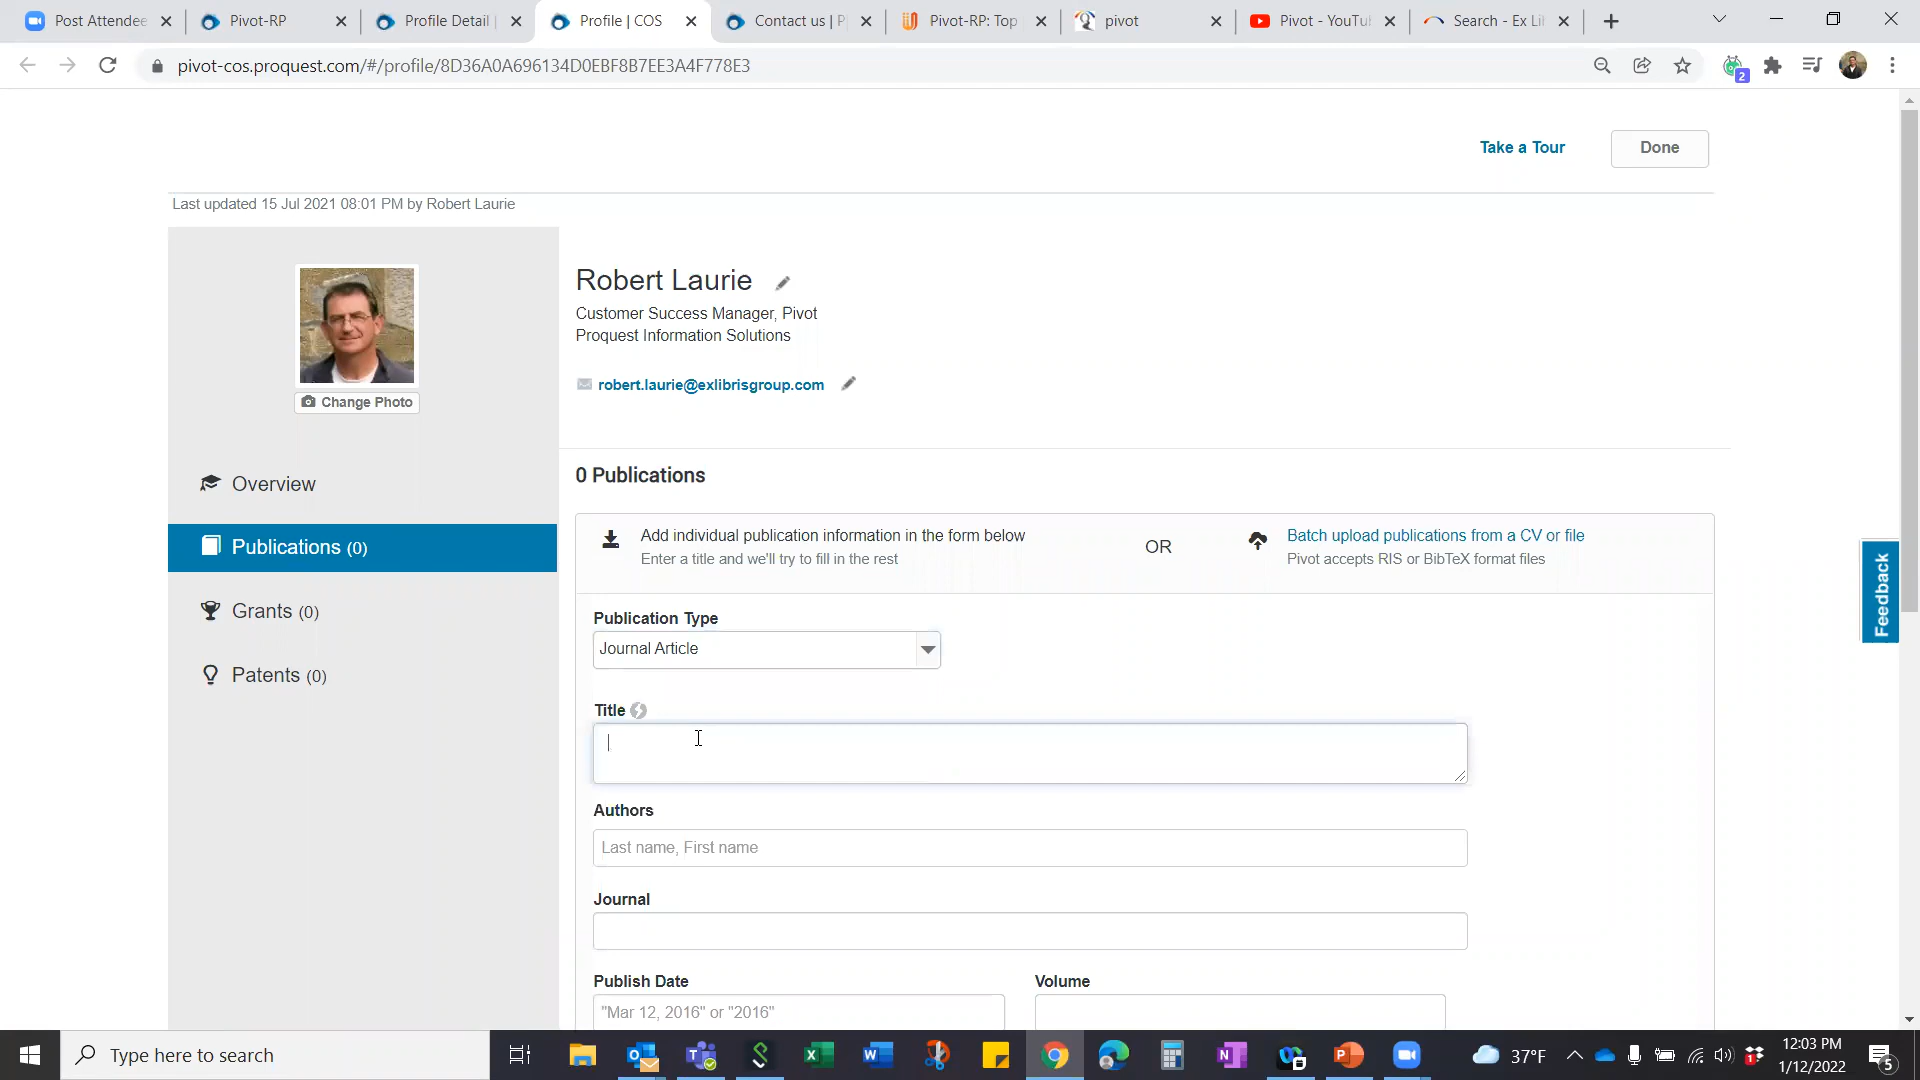 Post Attendee
Pivot-RP
Profile Detail
Profile | COS
Contact us | P
Pivot-RP: Top
pivot
Pivot - YouTu
Search - Ex Li
pivot-cos.proquest.com/#/profile/8D36A0A696134D0EBF8B7EE3A4F778E3
2
Take a Tour
Done
Last updated 15 Jul 2021 08:01 PM by Robert Laurie
Robert Laurie
Customer Success Manager, Pivot
Proquest Information Solutions
robert.laurie@exlibrisgroup.com
Change Photo
Overview
Publications (0)
Grants (0)
Patents (0)
0 Publications
Add individual publication information in the form below
Enter a title and we'll try to fill in the rest
OR
Batch upload publications from a CV or file
Pivot accepts RIS or BibTeX format files
Publication Type
Journal Article
Title
Authors
Last name, First name
Journal
Publish Date
Volume
"Mar 12, 2016" or "2016"
Feedback
Type here to search
37°F
12:03 PM
1/12/2022
5